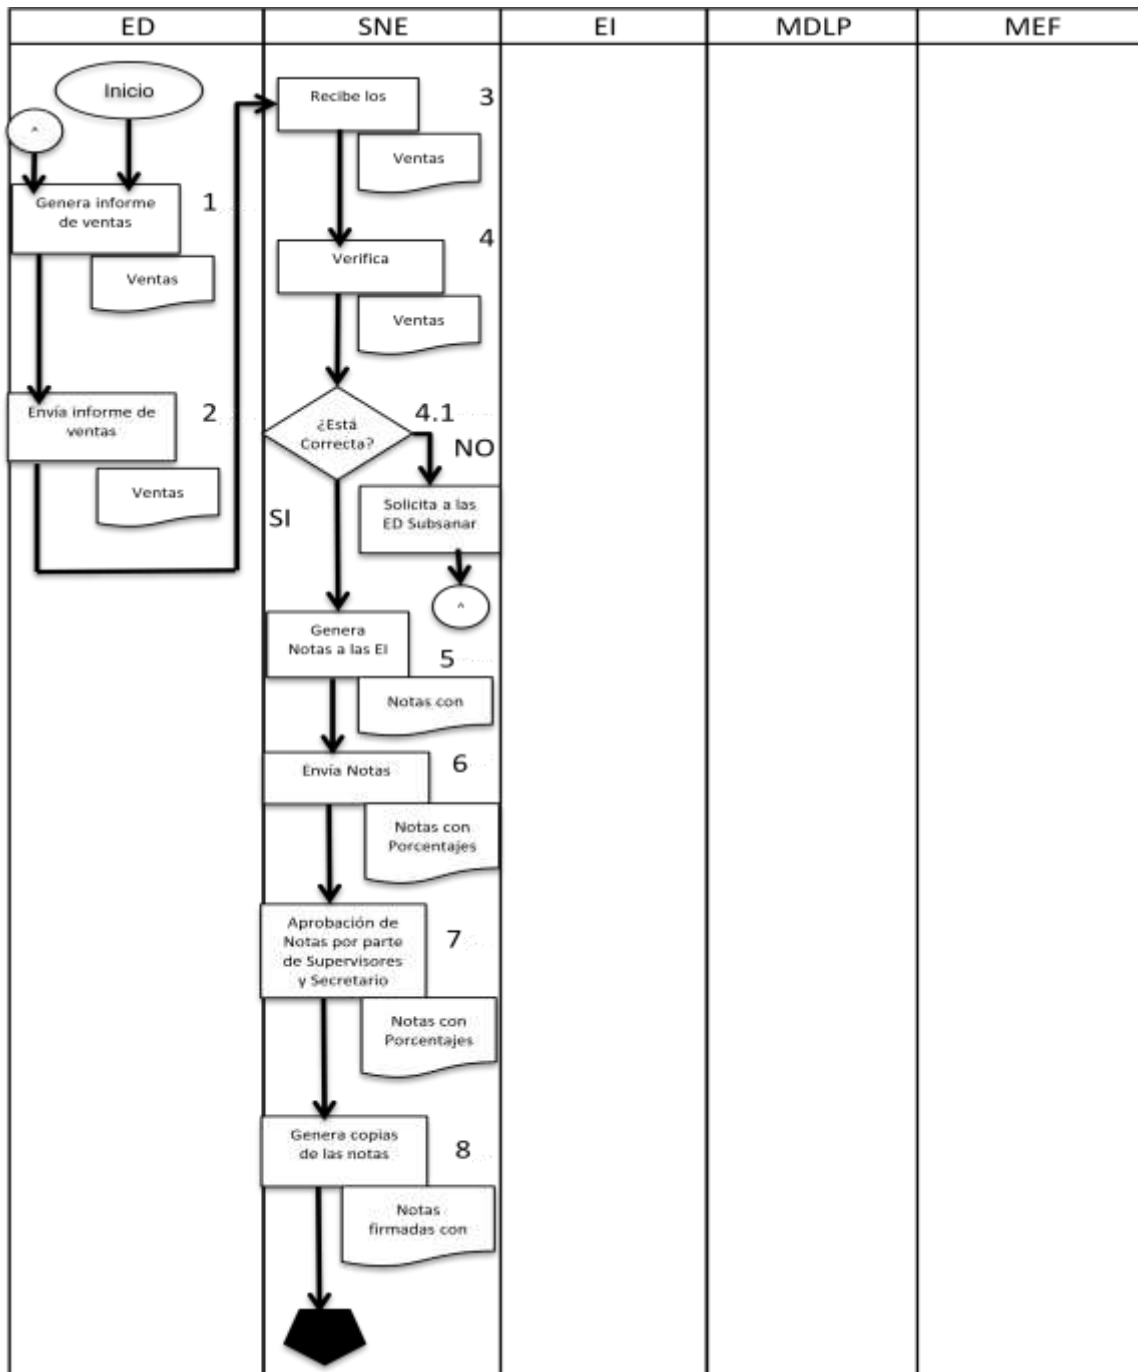 ED SNE EI MDLP MEF
Inicio
^
Genera informe
de ventas
1
Ventas
Envía informe de
ventas
2
Ventas
Recibe los
3
Ventas
Verifica
4
Ventas
¿Está
Correcta?
4.1
NO
SI
Solicita a las
ED Subsanar
^
Genera
Notas a las EI
5
Notas con
Envía Notas
6
Notas con
Porcentajes
Aprobación de
Notas por parte
de Supervisores
y Secretario
7
Notas con
Porcentajes
Genera copias
de las notas
8
Notas
firmadas con